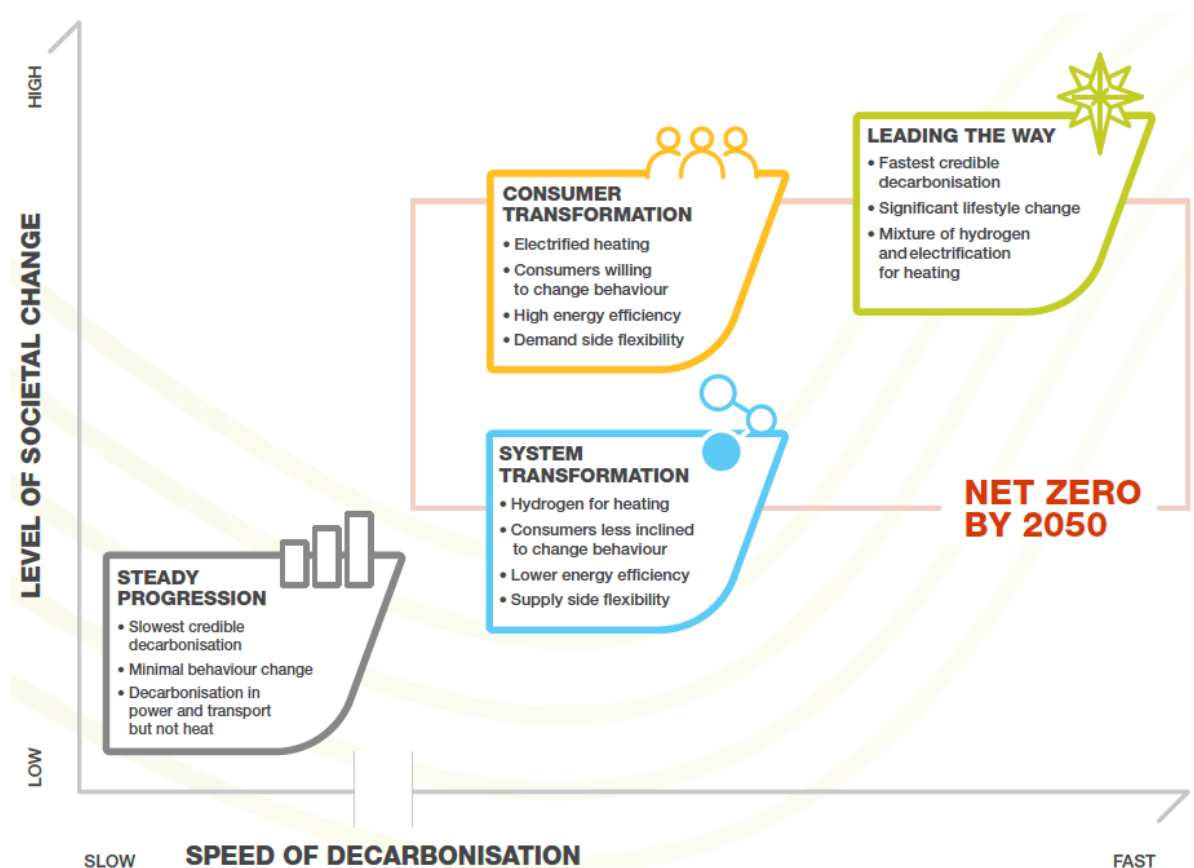 HIGH
LEVEL OF SOCIETAL CHANGE
LOW
LEADING THE WAY
• Fastest credible
decarbonisation
• Significant lifestyle change
• Mixture of hydrogen
and electrification
for heating
CONSUMER
TRANSFORMATION
• Electrified heating
• Consumers willing
to change behaviour
• High energy efficiency
• Demand side flexibility
SYSTEM
TRANSFORMATION
• Hydrogen for heating
• Consumers less inclined
to change behaviour
• Lower energy efficiency
• Supply side flexibility
NET ZERO
BY 2050
STEADY
PROGRESSION
• Slowest credible
decarbonisation
• Minimal behaviour change
• Decarbonisation in
power and transport
but not heat
SLOW
SPEED OF DECARBONISATION
FAST